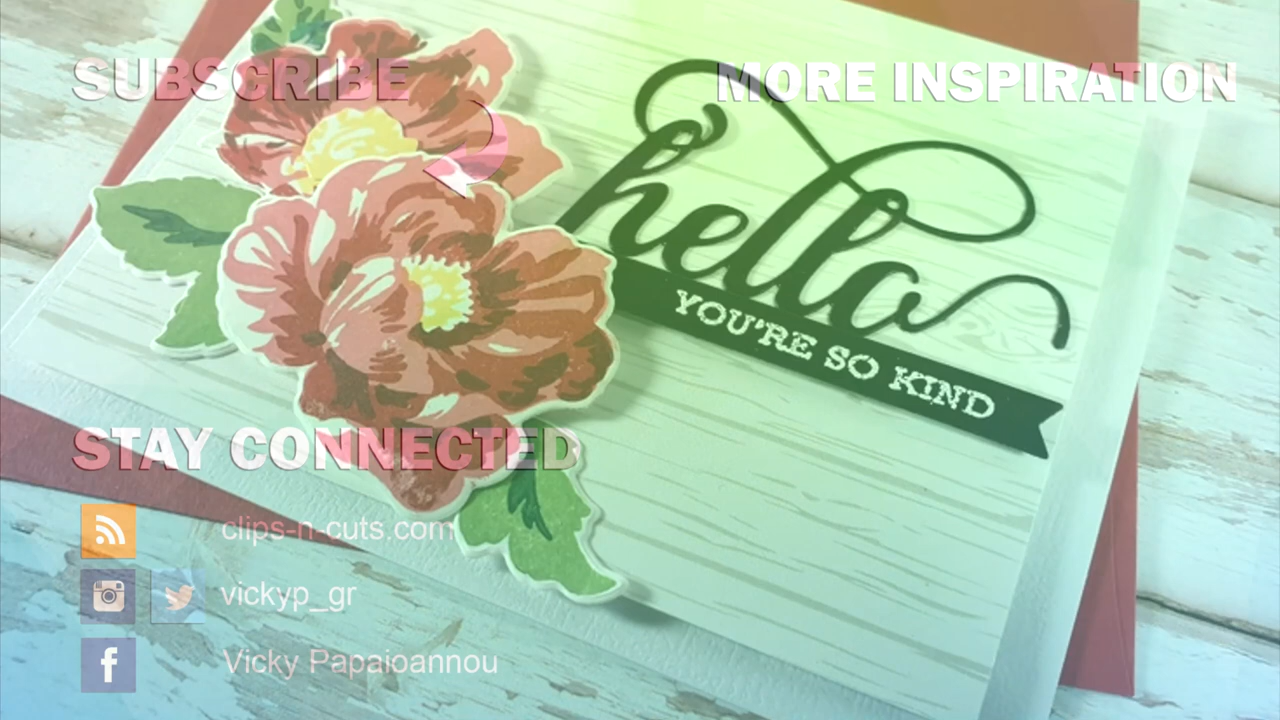 SUBSCRIBE
MORE INSPIRATION
hello
YOU'RE SO KIND
STAY CONNECTED
clips-n-cuts.com
vickyp_gr
Vicky Papaioannou